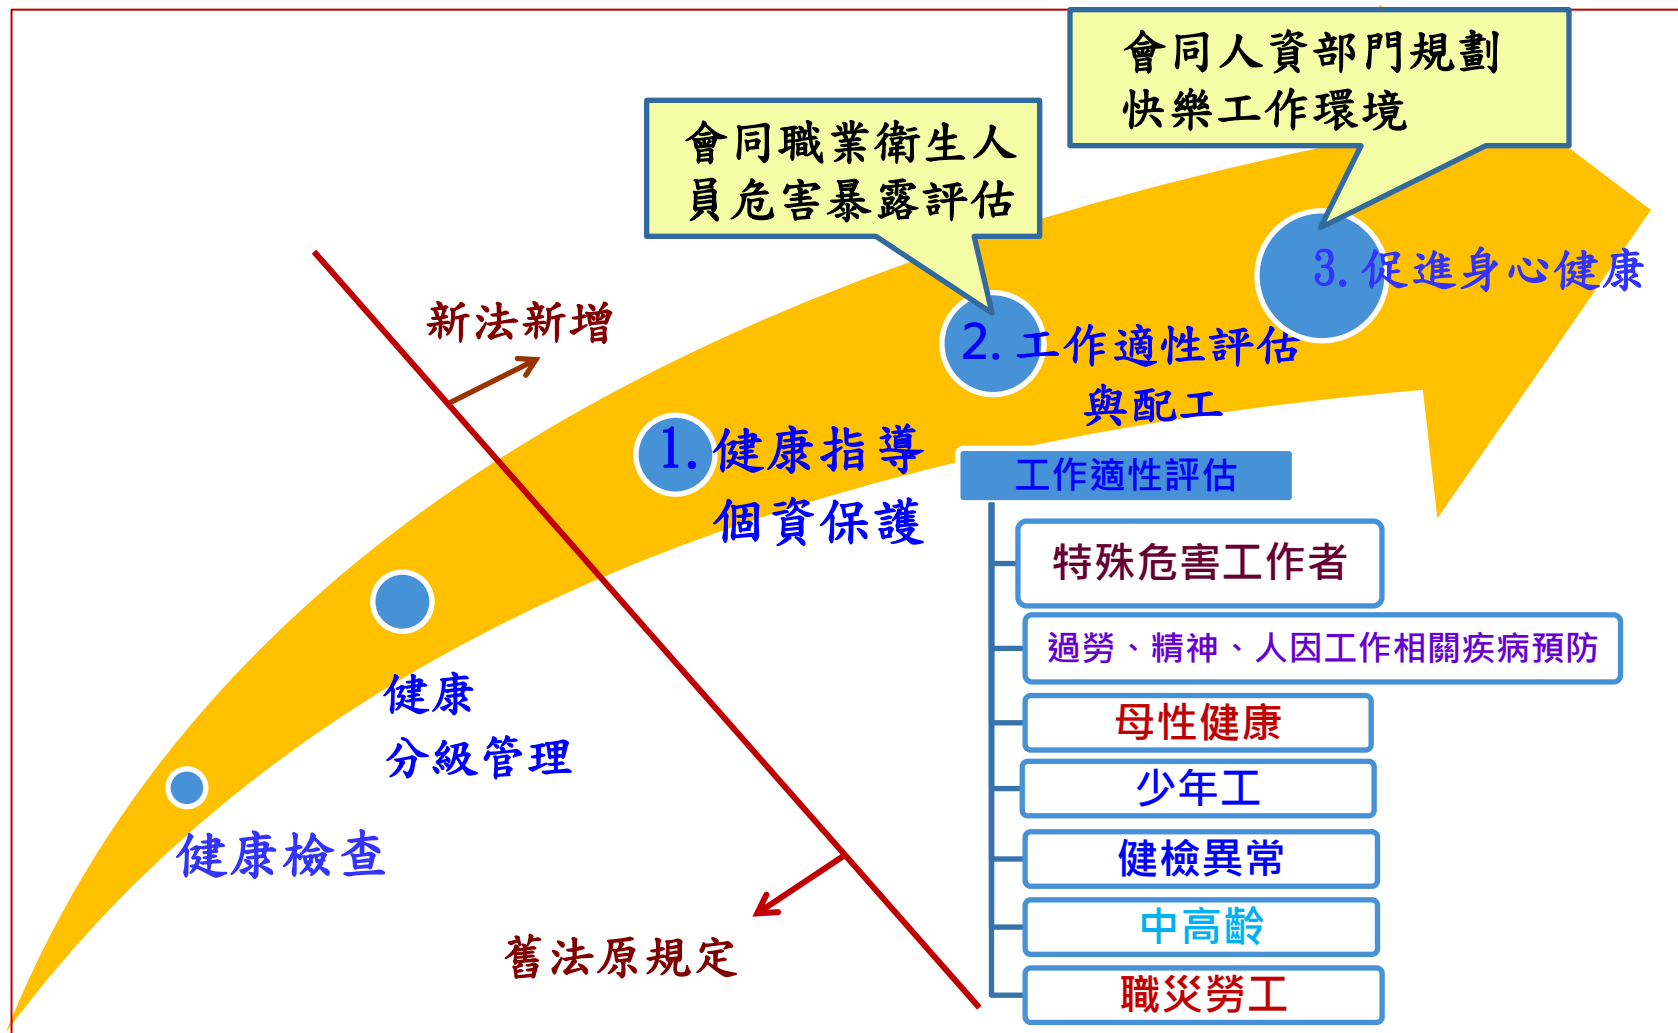 會同人資部門規劃
快樂工作環境
會同職業衛生人
員危害暴露評估
3.促進身心健康
新法新增
2.工作適性評估
與配工
1.健康指導
個資保護
工作適性評估
特殊危害工作者
過勞、精神、人因工作相關疾病預防
健康
分級管理
母性健康
少年工
健康檢查
健檢異常
中高齡
舊法原規定
職災勞工